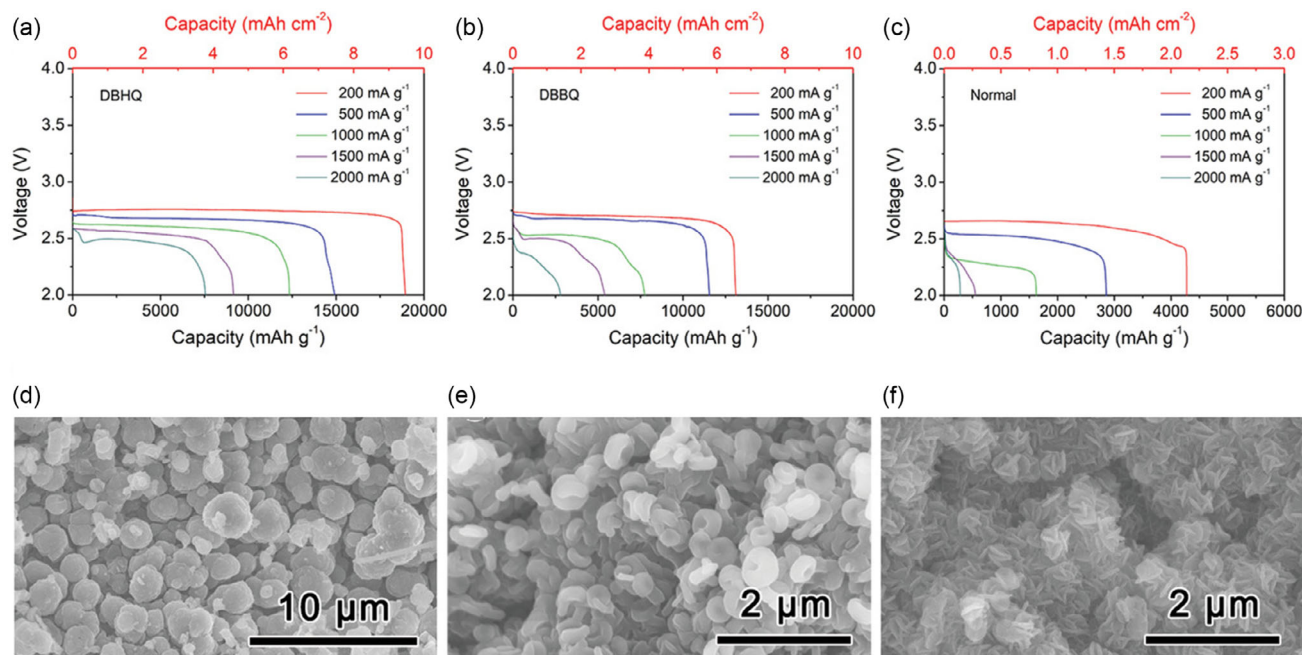 (a)
Capacity (mAh cm⁻²)
0 2 4 6 8 10
4.0
3.5
3.0
2.5
2.0
Voltage (V)
DBHQ
200 mA g⁻¹
500 mA g⁻¹
1000 mA g⁻¹
1500 mA g⁻¹
2000 mA g⁻¹
0 5000 10000 15000 20000
Capacity (mAh g⁻¹)
(b)
Capacity (mAh cm⁻²)
0 2 4 6 8 10
4.0
3.5
3.0
2.5
2.0
Voltage (V)
DBBQ
200 mA g⁻¹
500 mA g⁻¹
1000 mA g⁻¹
1500 mA g⁻¹
2000 mA g⁻¹
0 5000 10000 15000 20000
Capacity (mAh g⁻¹)
(c)
Capacity (mAh cm⁻²)
0.0 0.5 1.0 1.5 2.0 2.5 3.0
4.0
3.5
3.0
2.5
2.0
Voltage (V)
Normal
200 mA g⁻¹
500 mA g⁻¹
1000 mA g⁻¹
1500 mA g⁻¹
2000 mA g⁻¹
0 1000 2000 3000 4000 5000 6000
Capacity (mAh g⁻¹)
(d)
10 µm
(e)
2 µm
(f)
2 µm